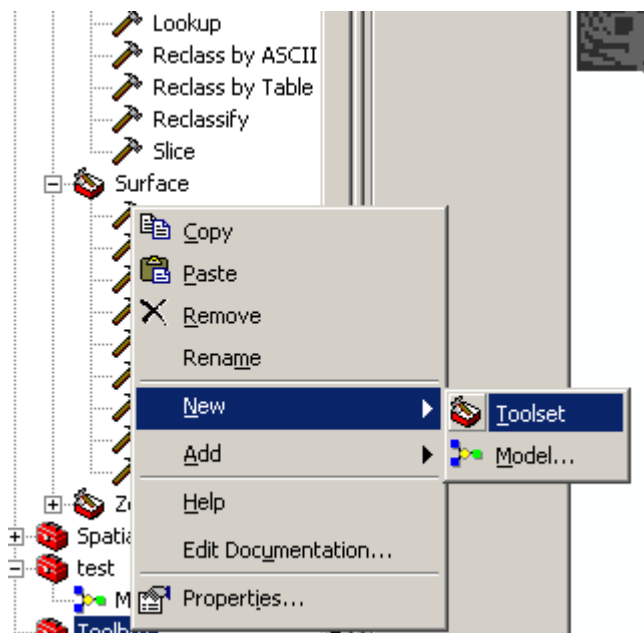 Lookup
Reclass by ASCII
Reclass by Table
Reclassify
Slice
Surface
Copy
Paste
Remove
Rename
New
Toolset
Add
Model...
Help
Edit Documentation...
test
Properties...